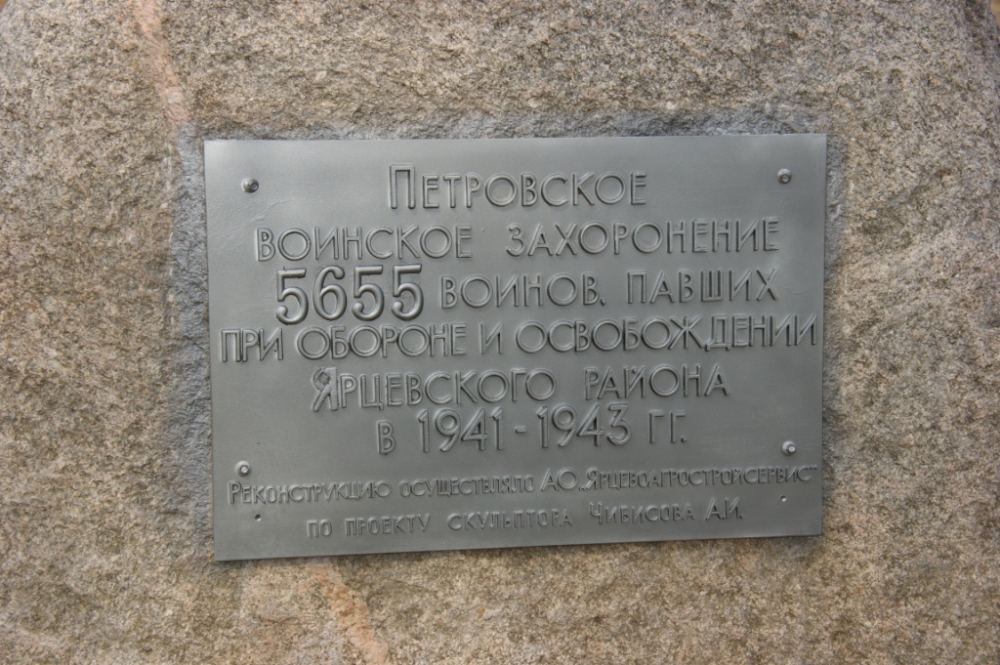 Петровское
воинское захоронение
5655 воинов, павших
при обороне и освобождении
Ярцевского района
в 1941-1943 гг.
Реконструкцию осуществляло АО „Ярцевоагростройсервис"
по проекту скульптора Чибисова А.И.